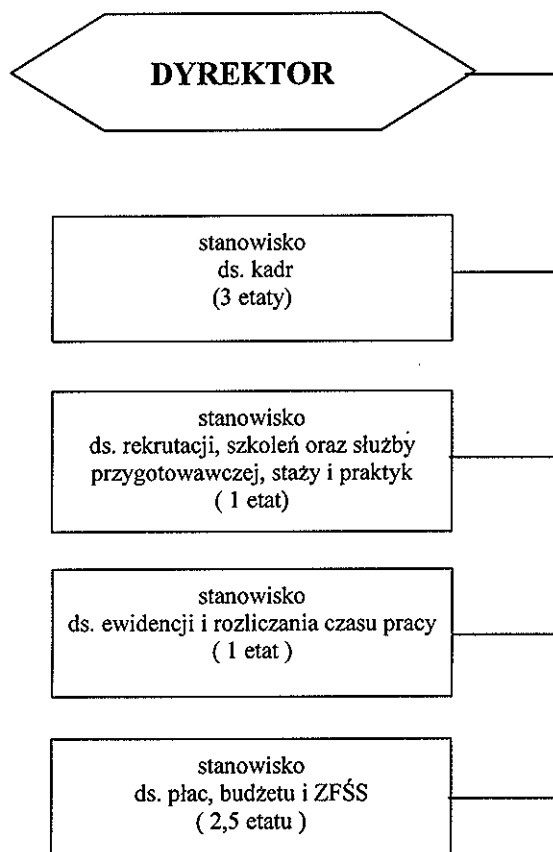 DYREKTOR
stanowisko
ds. kadr
(3 etaty)
stanowisko
ds. rekrutacji, szkoleń oraz służby
przygotowawczej, staży i praktyk
( 1 etat)
stanowisko
ds. ewidencji i rozliczania czasu pracy
( 1 etat )
stanowisko
ds. płac, budżetu i ZFŚS
( 2,5 etatu )